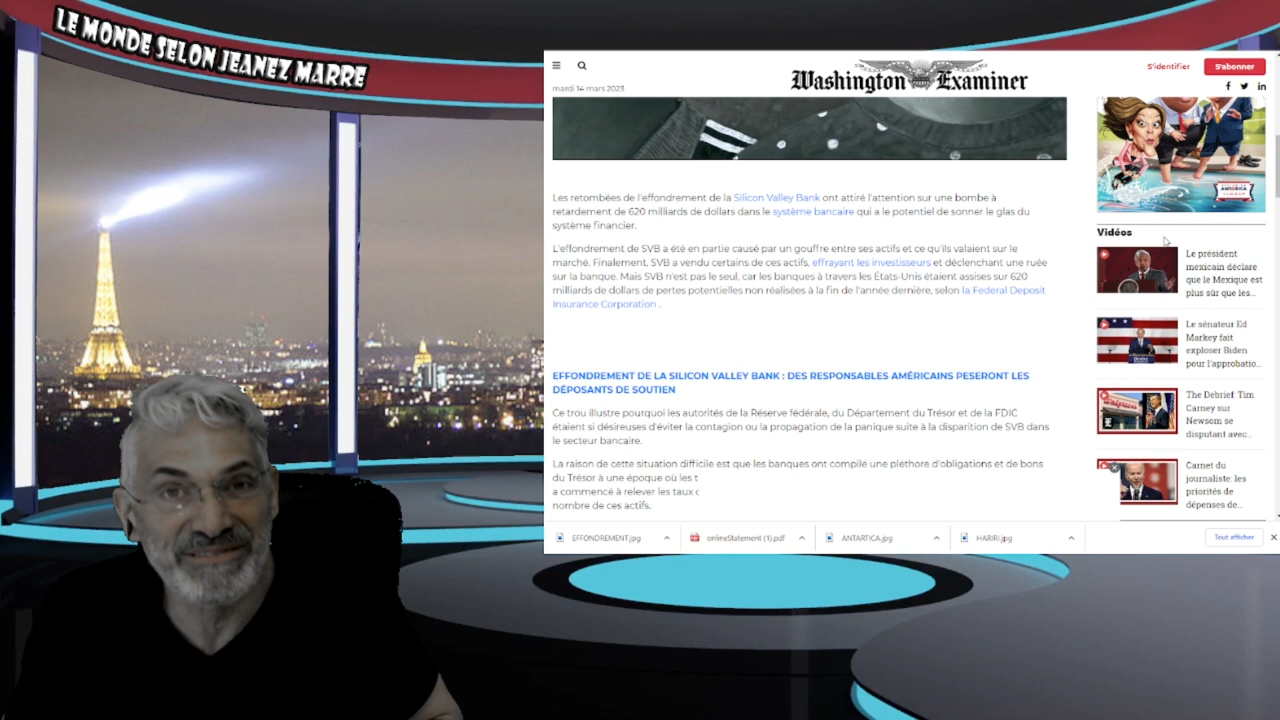 LE MONDE SELON JEANEZ MARRE
mardi 14 mars 2023
Washington Examiner
S'identifier
S'abonner
Les retombées de l'effondrement de la Silicon Valley Bank ont attiré l'attention sur une bombe à
retardement de 620 milliards de dollars dans le système bancaire qui a le potentiel de sonner le glas du
système financier.
L'effondrement de SVB a été en partie causé par un gouffre entre ses actifs et ce qu'ils valaient sur le
marché. Finalement, SVB a vendu certains de ces actifs, effrayant les investisseurs et déclenchant une ruée
sur la banque. Mais SVB n'est pas le seul, car les banques à travers les États-Unis étaient assises sur 620
milliards de dollars de pertes potentielles non réalisées à la fin de l'année dernière, selon la Federal Deposit
Insurance Corporation .
EFFONDREMENT DE LA SILICON VALLEY BANK : DES RESPONSABLES AMÉRICAINS PESERONT LES
DÉPOSANTS DE SOUTIEN
Ce trou illustre pourquoi les autorités de la Réserve fédérale, du Département du Trésor et de la FDIC
étaient si désireuses d'éviter la contagion ou la propagation de la panique suite à la disparition de SVB dans
le secteur bancaire.
La raison de cette situation difficile est que les banques ont compilé une pléthore d'obligations et de bons
du Trésor à une époque où les t
a commencé à relever les taux c
nombre de ces actifs.
Vidéos
Le président
mexicain déclare
que le Mexique est
plus sûr que les...
Le sénateur Ed
Markey fait
exploser Biden
pour l'approbatio...
The Debrief: Tim
Carney sur
Newsom se
disputant avec...
Carnet du
journaliste: les
priorités de
dépenses de...
EFFONDREMENT.jpg
onlineStatement (1).pdf
ANTARTICA.jpg
HARIRI.jpg
Tout afficher